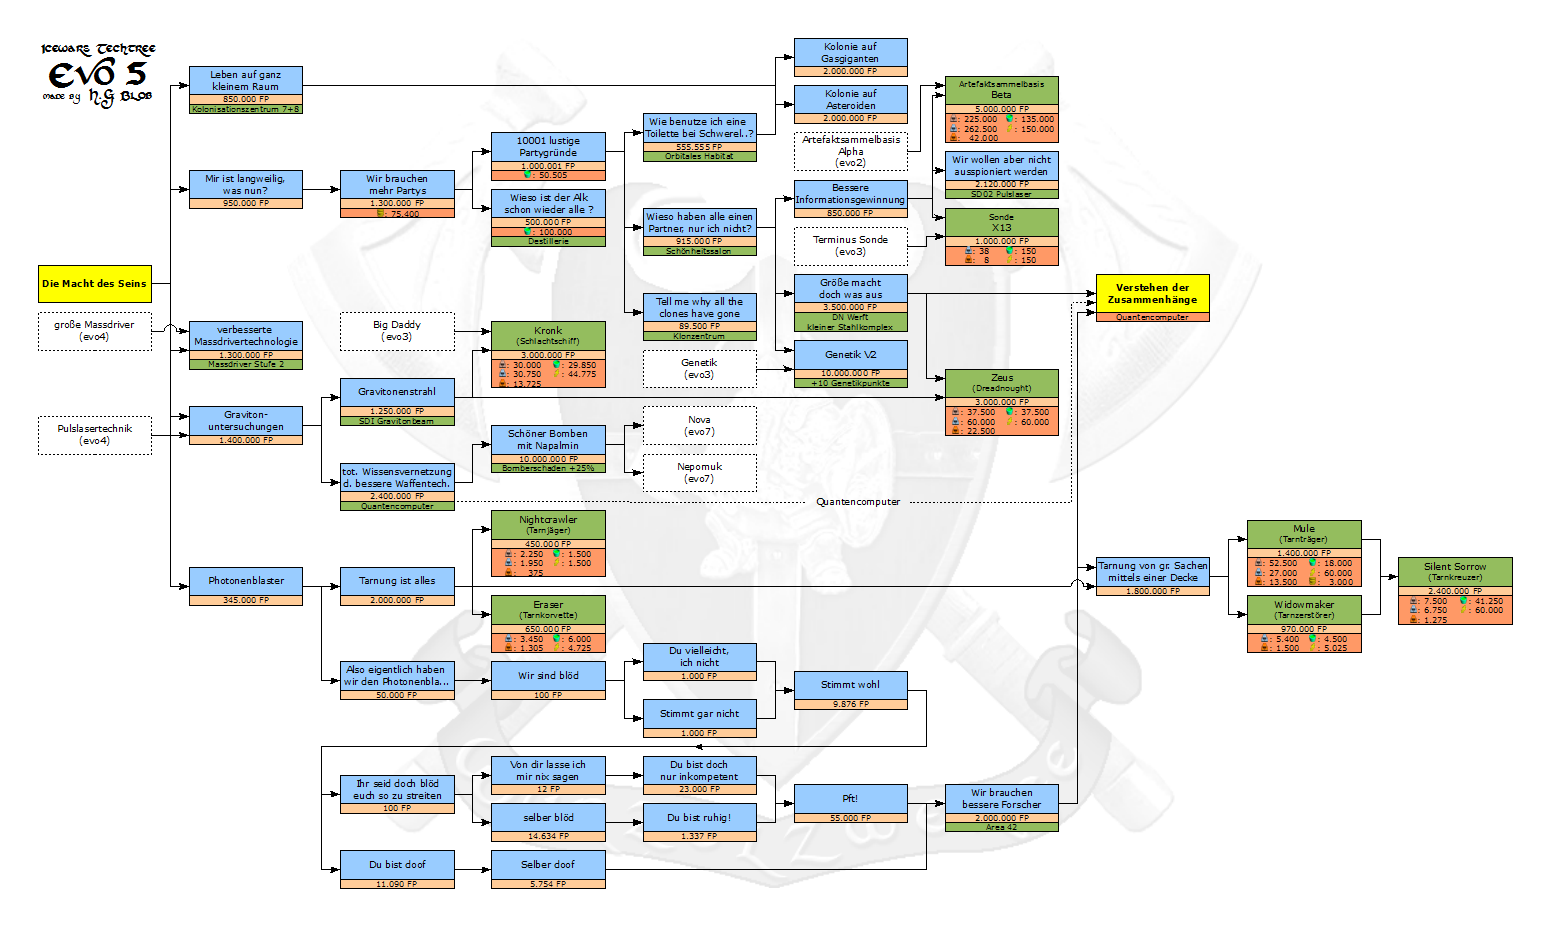 Icewars Techtree
Evo 5
made by H.G Blob
Leben auf ganz
kleinem Raum
850.000 FP
Kolonisationszentrum 7+8
Kolonie auf
Gasgiganten
2.000.000 FP
Kolonie auf
Asteroiden
2.000.000 FP
Artefaktsammelbasis
Alpha
(evo2)
Artefaktsammelbasis
Beta
5.000.000 FP
: 225.000 : 135.000
: 262.500 : 150.000
: 42.000
Wie benutze ich eine
Toilette bei Schwerel..?
555.555 FP
Orbitales Habitat
10001 lustige
Partygründe
1.000.001 FP
: 50.505
Mir ist langweilig,
was nun?
950.000 FP
Wir brauchen
mehr Partys
1.300.000 FP
: 75.400
Wieso ist der Alk
schon wieder alle ?
500.000 FP
: 100.000
Destillerie
Wir wollen aber nicht
ausspioniert werden
2.120.000 FP
SD02 Pulslaser
Bessere
Informationsgewinnung
850.000 FP
Wieso haben alle einen
Partner, nur ich nicht?
915.000 FP
Schönheitssalon
Terminus Sonde
(evo3)
Sonde
X13
1.000.000 FP
: 38 : 150
: 8 : 150
Die Macht des Seins
Größe macht
doch was aus
3.500.000 FP
DN Werft
kleiner Stahlkomplex
Verstehen der
Zusammenhänge
Quantencomputer
Tell me why all the
clones have gone
89.500 FP
Klonzentrum
große Massdriver
(evo4)
verbesserte
Massdrivertechnologie
1.300.000 FP
Massdriver Stufe 2
Big Daddy
(evo3)
Kronk
(Schlachtschiff)
3.000.000 FP
: 30.000 : 29.850
: 30.750 : 44.775
: 13.725
Genetik
(evo3)
Genetik V2
10.000.000 FP
+10 Genetikpunkte
Zeus
(Dreadnought)
3.000.000 FP
: 37.500 : 37.500
: 60.000 : 60.000
: 22.500
Gravitonenstrahl
1.250.000 FP
SDI Gravitonbeam
Pulslasertechnik
(evo4)
Graviton-
untersuchungen
1.400.000 FP
Schöner Bomben
mit Napalmin
10.000.000 FP
Bomberschaden +25%
Nova
(evo7)
Nepomuk
(evo7)
tot. Wissensvernetzung
d. bessere Waffentech.
2.400.000 FP
Quantencomputer
Quantencomputer
Nightcrawler
(Tarnjäger)
450.000 FP
: 2.250 : 1.500
: 1.950 : 1.500
: 375
Photonenblaster
345.000 FP
Tarnung ist alles
2.000.000 FP
Eraser
(Tarnkorvette)
650.000 FP
: 3.450 : 6.000
: 1.305 : 4.725
Tarnung von gr. Sachen
mittels einer Decke
1.800.000 FP
Mule
(Tarnträger)
1.400.000 FP
: 52.500 : 18.000
: 27.000 : 60.000
: 13.500 : 3.000
Widowmaker
(Tarnzerstörer)
970.000 FP
: 5.400 : 4.500
: 1.500 : 5.025
Silent Sorrow
(Tarnkreuzer)
2.400.000 FP
: 7.500 : 41.250
: 6.750 : 60.000
: 1.275
Also eigentlich haben
wir den Photonenbla...
50.000 FP
Wir sind blöd
100 FP
Du vielleicht,
ich nicht
1.000 FP
Stimmt gar nicht
1.000 FP
Stimmt wohl
9.876 FP
Ihr seid doch blöd
euch so zu streiten
100 FP
Von dir lasse ich
mir nix sagen
12 FP
Du bist doch
nur inkompetent
23.000 FP
selber blöd
14.634 FP
Du bist ruhig!
1.337 FP
Pft!
55.000 FP
Wir brauchen
bessere Forscher
2.000.000 FP
Area 42
Du bist doof
11.090 FP
Selber doof
5.754 FP